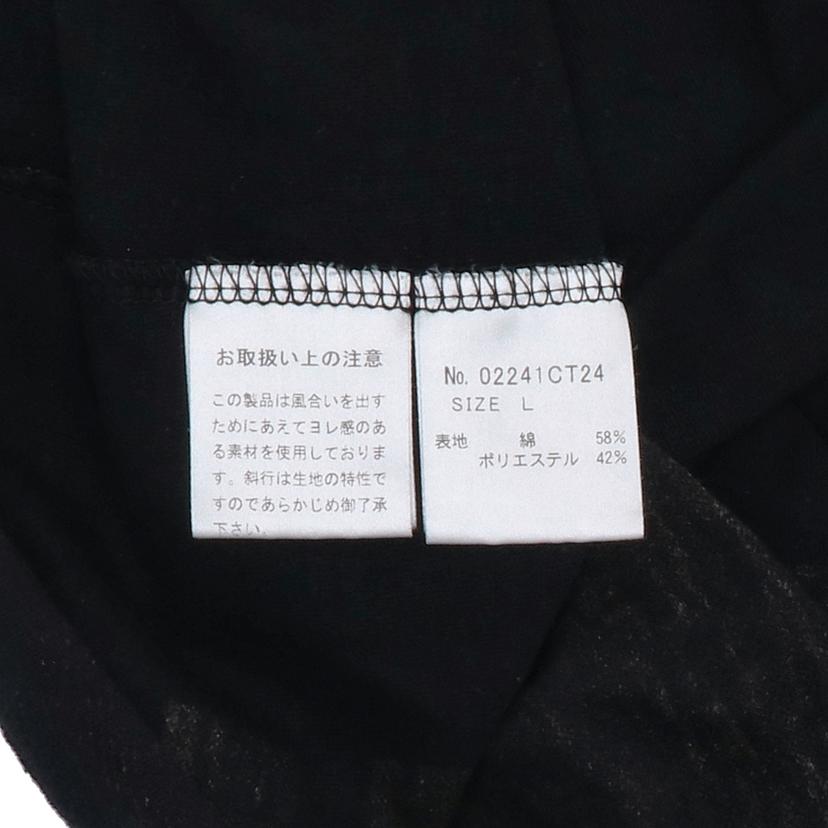 お取扱い上の注意
この製品は風合いを出す
ためにあえてヨレ感のあ
る素材を使用しておりま
す。斜行は生地の特性で
すのであらかじめ御了承
下さい。
No. 02241CT24
SIZE L
表地 綿 58%
ポリエステル 42%